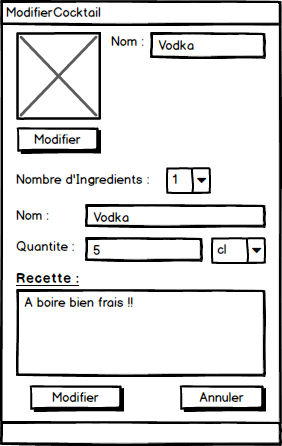 ModifierCocktail
Nom : Vodka
Modifier
Nombre d'Ingredients : 1
Nom : Vodka
Quantite : 5 cl
Recette :
A boire bien frais !!
Modifier Annuler